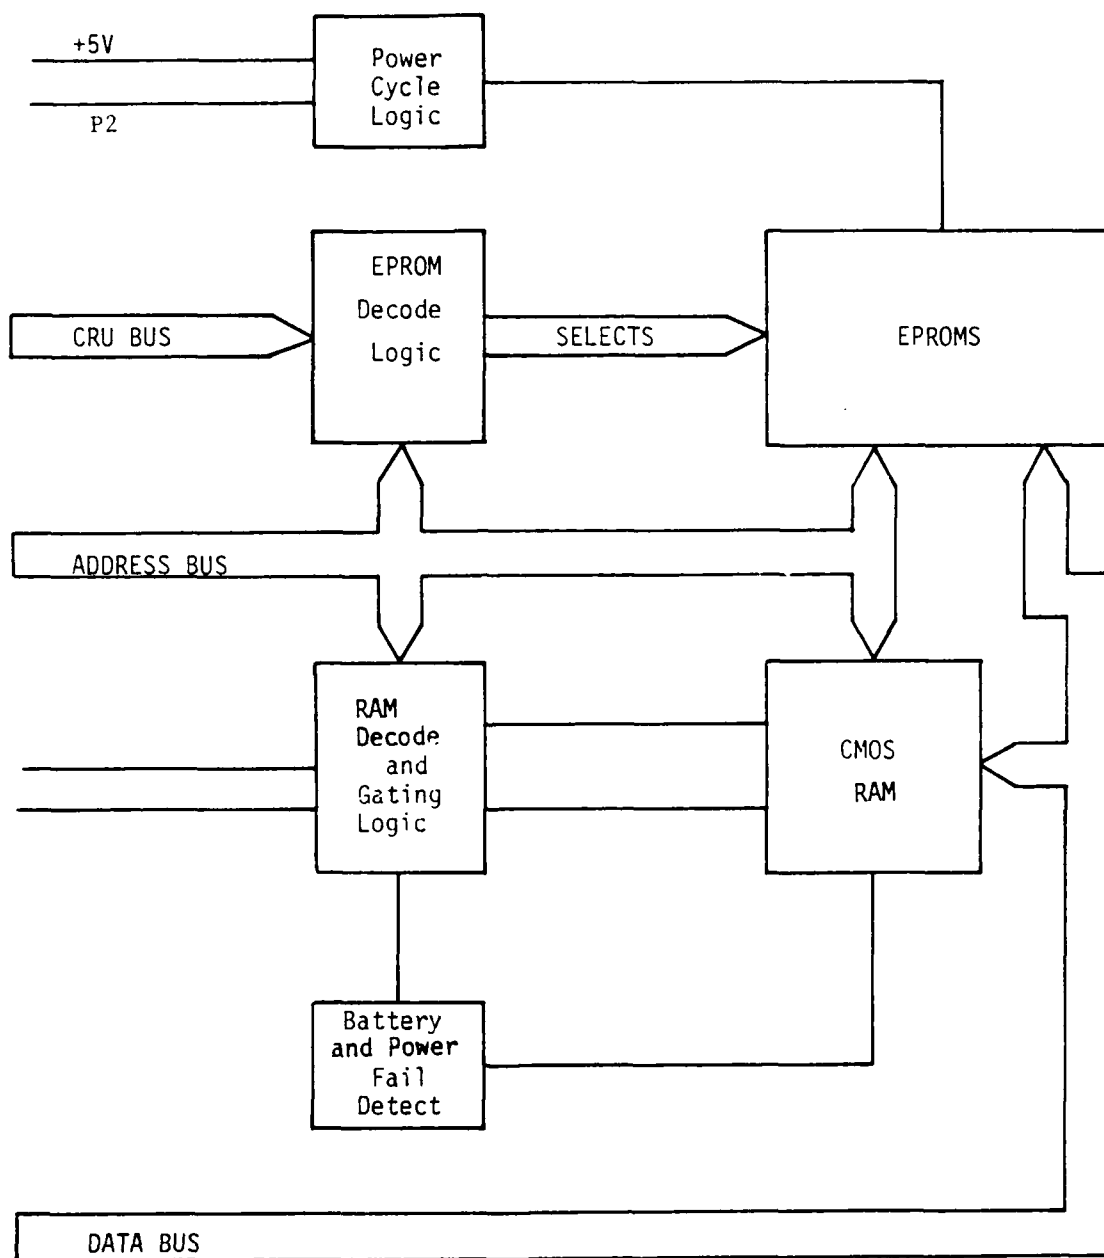 +5V
P2
Power
Cycle
Logic
EPROM
Decode
Logic
CRU BUS
SELECTS
EPROMS
ADDRESS BUS
RAM
Decode
and
Gating
Logic
CMOS
RAM
Battery
and Power
Fail
Detect
DATA BUS